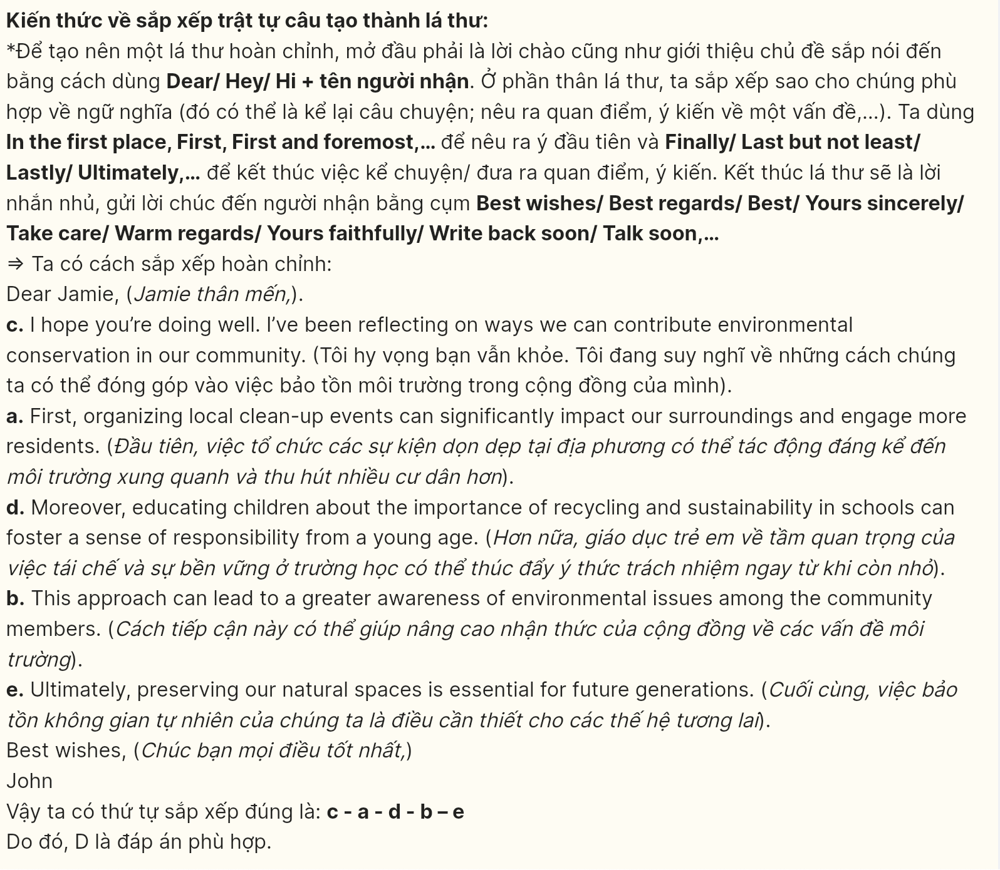 Kiến thức về sắp xếp trật tự câu tạo thành lá thư:
*Để tạo nên một lá thư hoàn chỉnh, mở đầu phải là lời chào cũng như giới thiệu chủ đề sắp nói đến
bằng cách dùng Dear/ Hey/ Hi + tên người nhận. Ở phần thân lá thư, ta sắp xếp sao cho chúng phù
hợp về ngữ nghĩa (đó có thể là kể lại câu chuyện; nêu ra quan điểm, ý kiến về một vấn đề,...). Ta dùng
In the first place, First, First and foremost,... để nêu ra ý đầu tiên và Finally/ Last but not least/
Lastly/ Ultimately,... để kết thúc việc kể chuyện/ đưa ra quan điểm, ý kiến. Kết thúc lá thư sẽ là lời
nhắn nhủ, gửi lời chúc đến người nhận bằng cụm Best wishes/ Best regards/ Best/ Yours sincerely/
Take care/ Warm regards/ Yours faithfully/ Write back soon/ Talk soon,...
⇒ Ta có cách sắp xếp hoàn chỉnh:
Dear Jamie, (Jamie thân mến,).
c. I hope you’re doing well. I’ve been reflecting on ways we can contribute environmental
conservation in our community. (Tôi hy vọng bạn vẫn khỏe. Tôi đang suy nghĩ về những cách chúng
ta có thể đóng góp vào việc bảo tồn môi trường trong cộng đồng của mình).
a. First, organizing local clean-up events can significantly impact our surroundings and engage more
residents. (Đầu tiên, việc tổ chức các sự kiện dọn dẹp tại địa phương có thể tác động đáng kể đến
môi trường xung quanh và thu hút nhiều cư dân hơn).
d. Moreover, educating children about the importance of recycling and sustainability in schools can
foster a sense of responsibility from a young age. (Hơn nữa, giáo dục trẻ em về tầm quan trọng của
việc tái chế và sự bền vững ở trường học có thể thúc đẩy ý thức trách nhiệm ngay từ khi còn nhỏ).
b. This approach can lead to a greater awareness of environmental issues among the community
members. (Cách tiếp cận này có thể giúp nâng cao nhận thức của cộng đồng về các vấn đề môi
trường).
e. Ultimately, preserving our natural spaces is essential for future generations. (Cuối cùng, việc bảo
tồn không gian tự nhiên của chúng ta là điều cần thiết cho các thế hệ tương lai).
Best wishes, (Chúc bạn mọi điều tốt nhất,)
John
Vậy ta có thứ tự sắp xếp đúng là: c - a - d - b – e
Do đó, D là đáp án phù hợp.